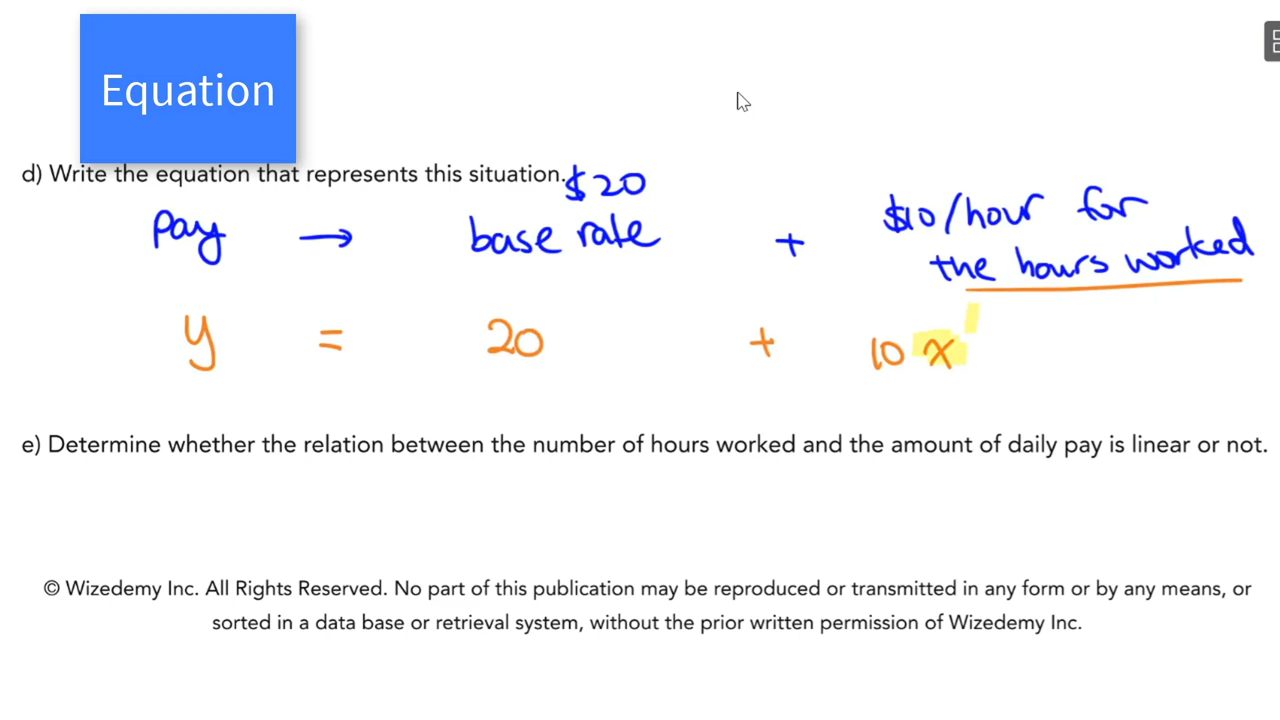 Equation
d) Write the equation that represents this situation.
$20
Pay → base rate + $10/hour for
the hours worked
y = 20 + 10 x
e) Determine whether the relation between the number of hours worked and the amount of daily pay is linear or not.
© Wizedemy Inc. All Rights Reserved. No part of this publication may be reproduced or transmitted in any form or by any means, or
sorted in a data base or retrieval system, without the prior written permission of Wizedemy Inc.